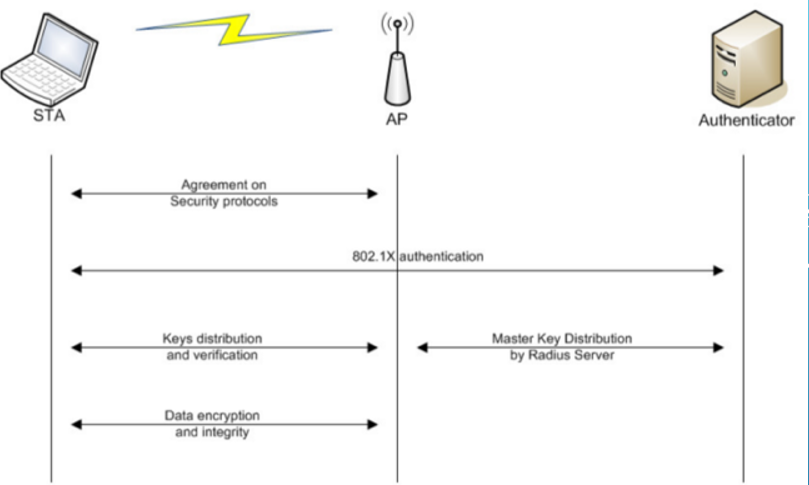 STA
AP
Authenticator
Agreement on
Security protocols
802.1X authentication
Keys distribution
and verification
Master Key Distribution
by Radius Server
Data encryption
and integrity